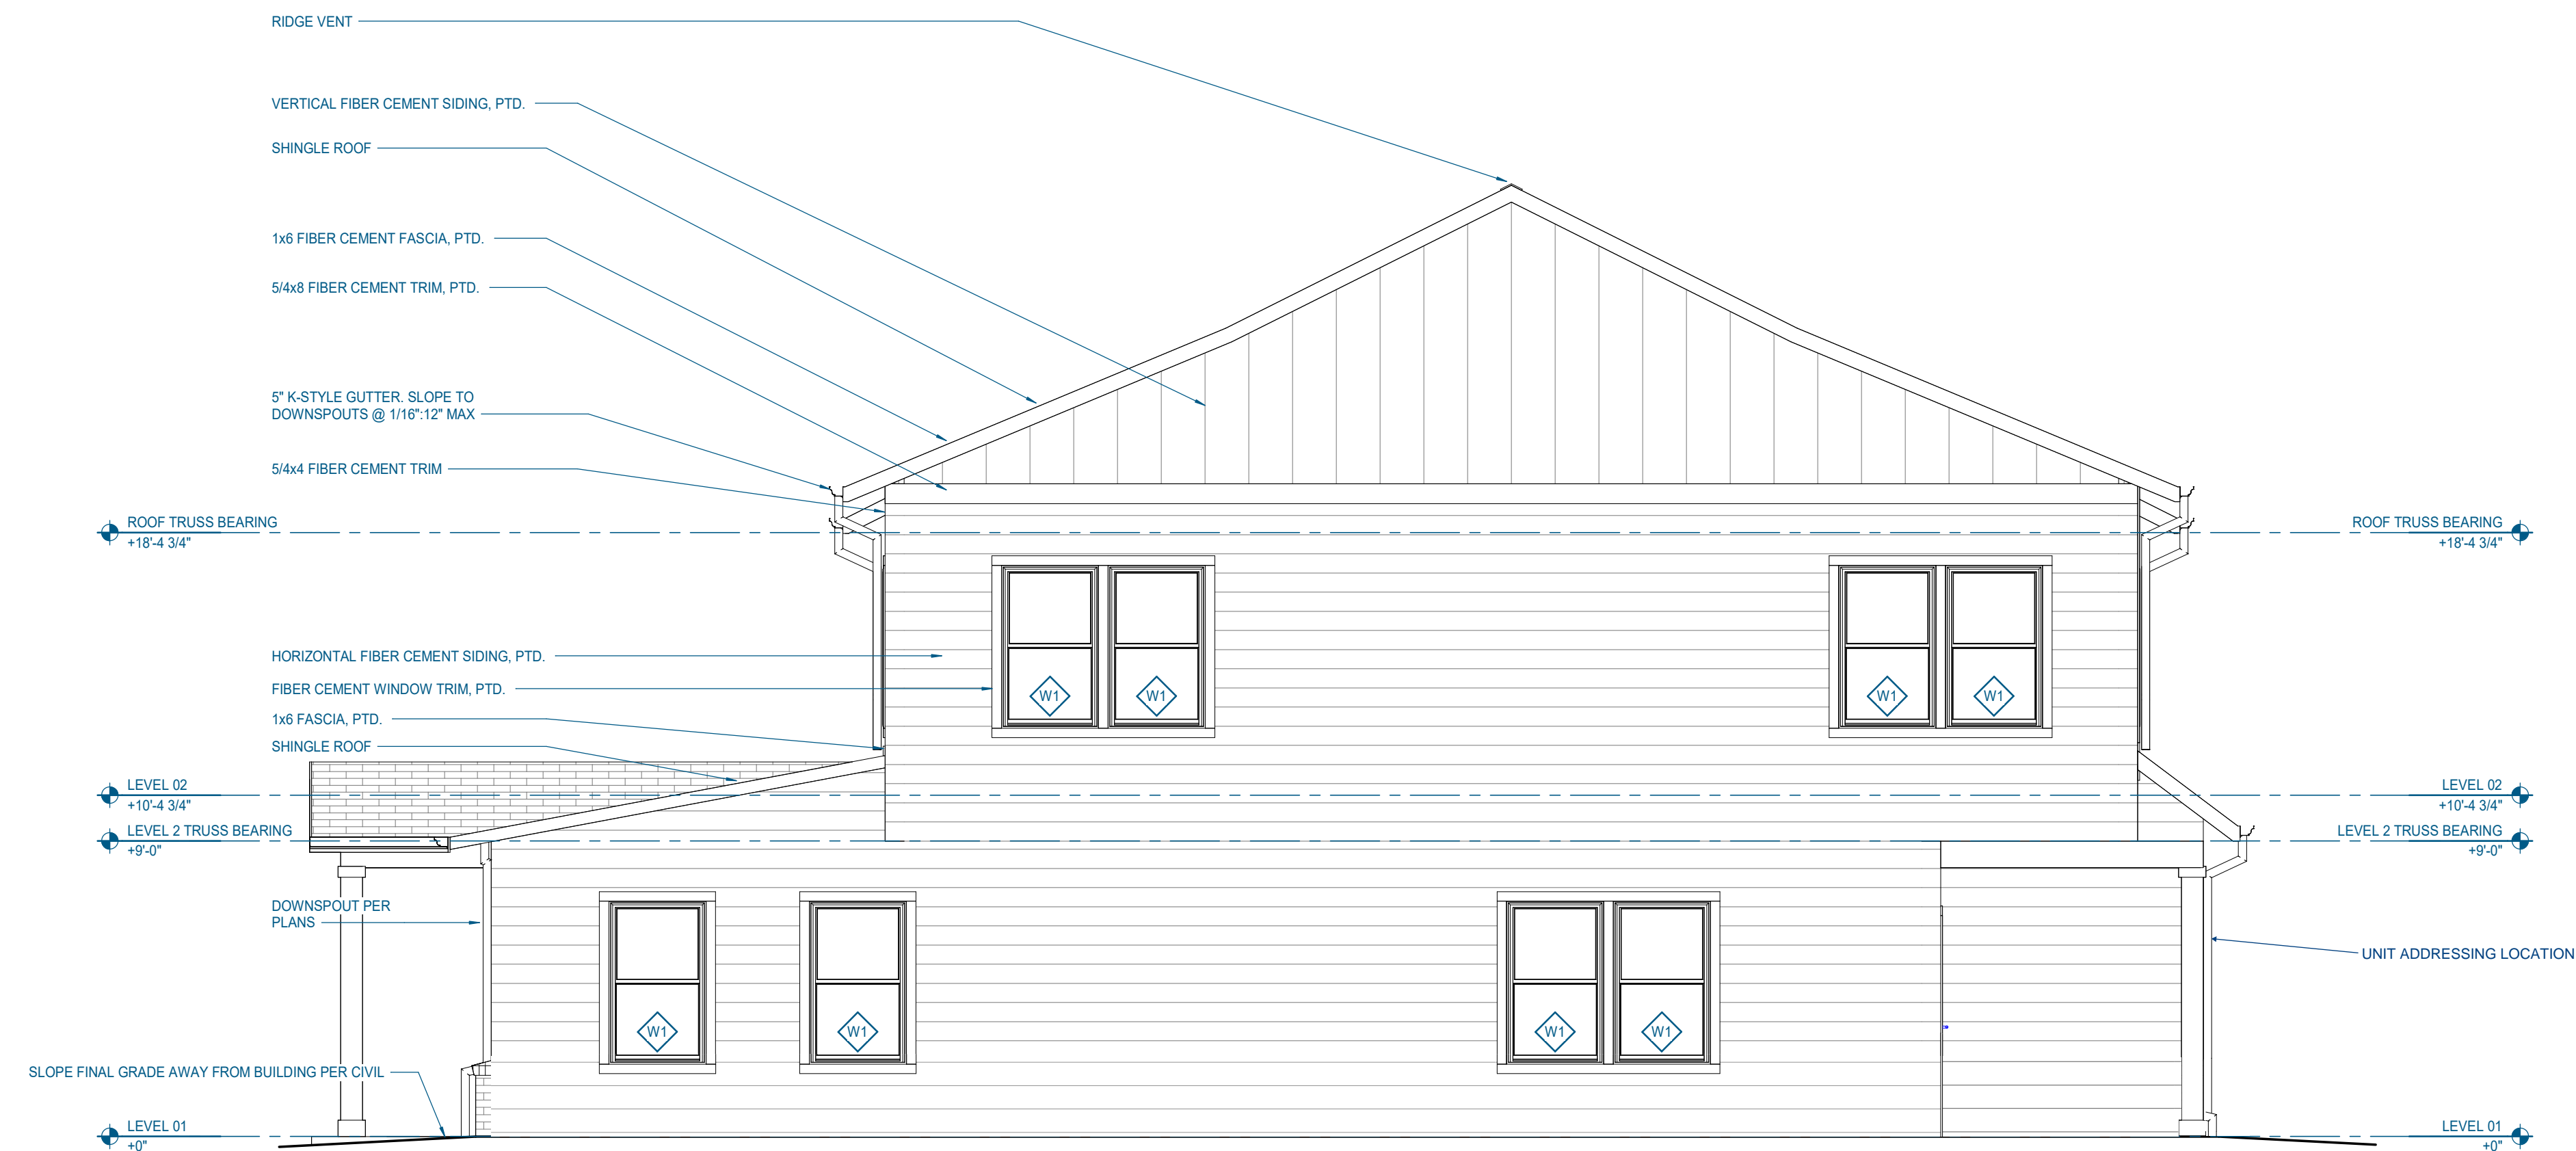 RIDGE VENT
VERTICAL FIBER CEMENT SIDING, PTD.
SHINGLE ROOF
1x6 FIBER CEMENT FASCIA, PTD.
5/4x8 FIBER CEMENT TRIM, PTD.
5" K-STYLE GUTTER. SLOPE TO
DOWNSPOUTS @ 1/16":12" MAX
5/4x4 FIBER CEMENT TRIM
ROOF TRUSS BEARING
+18'-4 3/4"
ROOF TRUSS BEARING
+18'-4 3/4"
HORIZONTAL FIBER CEMENT SIDING, PTD.
FIBER CEMENT WINDOW TRIM, PTD.
W1
W1
W1
W1
1x6 FASCIA, PTD.
SHINGLE ROOF
LEVEL 02
+10'-4 3/4"
LEVEL 02
+10'-4 3/4"
LEVEL 2 TRUSS BEARING
+9'-0"
LEVEL 2 TRUSS BEARING
+9'-0"
DOWNSPOUT PER
PLANS
UNIT ADDRESSING LOCATION
W1
W1
W1
W1
SLOPE FINAL GRADE AWAY FROM BUILDING PER CIVIL
LEVEL 01
+0"
LEVEL 01
+0"